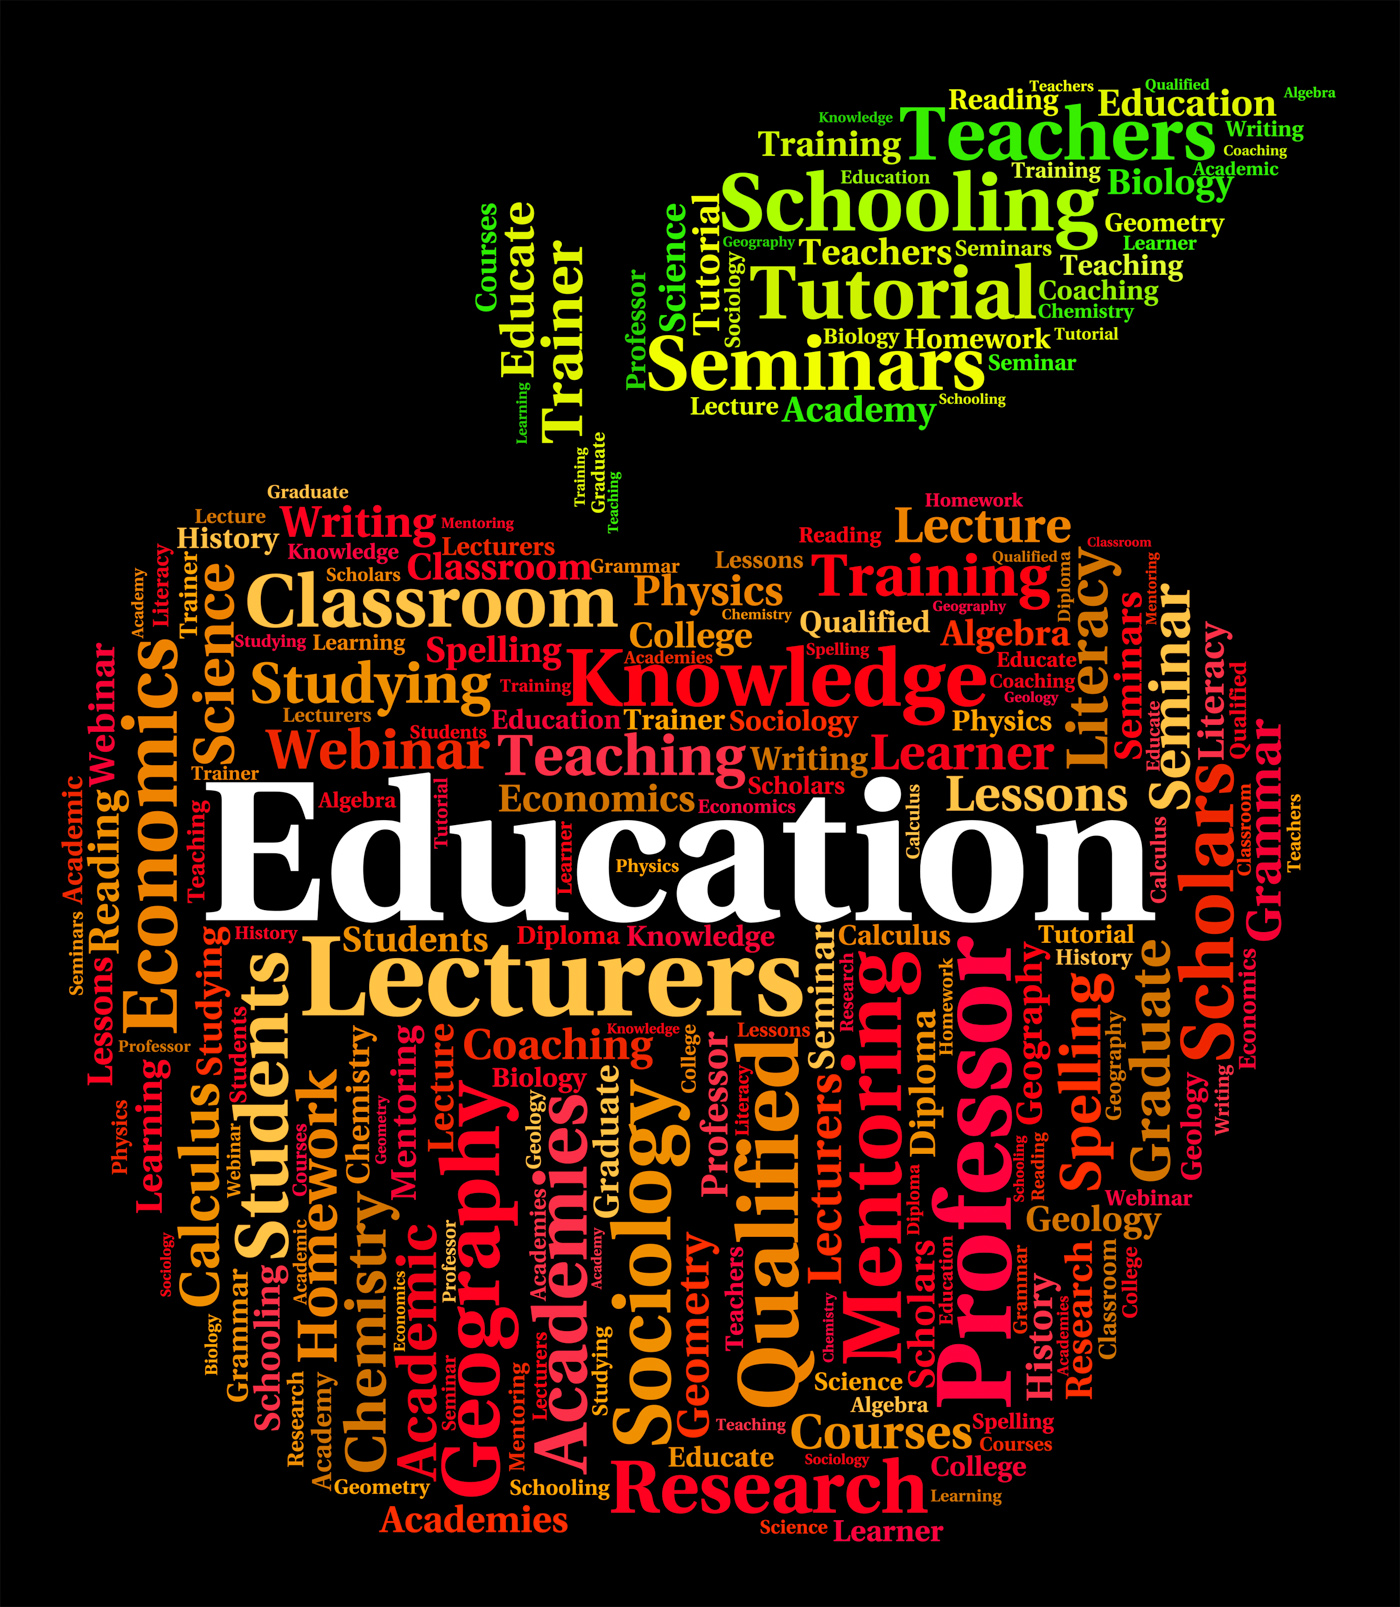 Teachers
Qualified
Algebra
Reading
Education
Knowledge
Teachers
Writing
Training
Coaching
Education
Training
Academic
Biology
Schooling
Geometry
Geography
Teachers
Seminars
Learner
Teaching
Tutorial
Coaching
Chemistry
Biology
Homework
Tutorial
Seminars
Seminar
Lecture
Academy
Schooling
Professor
Science
Tutorial
Sociology
Courses
Educate
Trainer
Learning
Training
Graduate
Teaching
Graduate
Lecture
Writing
Mentoring
History
Knowledge
Lecturers
Scholars
Classroom
Grammar
Classroom
Studying
Learning
Spelling
Studying
Training
Lecturers
Students
Webinar
Trainer
Algebra
Homework
Lecture
Reading
Qualified
Classroom
Lessons
Training
Physics
Chemistry
Geography
Qualified
College
Algebra
Academies
Spelling
Educate
Knowledge
Coaching
Geology
Education
Trainer
Sociology
Physics
Teaching
Writing
Learner
Scholars
Economics
Economics
Lessons
Academy
Literacy
Trainer
Science
Webinar
Economics
Academic
Reading
Teaching
Tutorial
Learner
Physics
Calculus
Diploma
Literacy
Mentoring
Seminars
Seminar
Educate
Literacy
Qualified
Calculus
Scholars
Classroom
Grammar
Teachers
Education
History
Students
Diploma
Knowledge
Calculus
Tutorial
History
Lecturers
Seminars
Lessons
Studying
Students
Students
Professor
Knowledge
Lessons
Coaching
Biology
Learning
Physics
Calculus
Webinar
Courses
Homework
Chemistry
Geometry
Mentoring
Lecture
Geography
Geology
Academies
Graduate
Sociology
College
Professor
Literacy
Qualified
Seminar
Research
Lecturers
Mentoring
Diploma
Homework
Professor
Geography
Spelling
Geography
Graduate
Economics
Writing
Geology
Schooling
Reading
Diploma
Webinar
Geology
Sociology
Biology
Grammar
Schooling
Academic
Research
Academy
Chemistry
Economics
Academic
Professor
Seminar
Mentoring
Academies
Lecturers
Academy
Studying
Geometry
Teachers
Chemistry
Scholars
Education
Grammar
History
Academies
Research
Classroom
College
Science
Algebra
Teaching
Courses
Spelling
Courses
Educate
Sociology
College
Geometry
Schooling
Research
Learning
Academies
Science
Learner